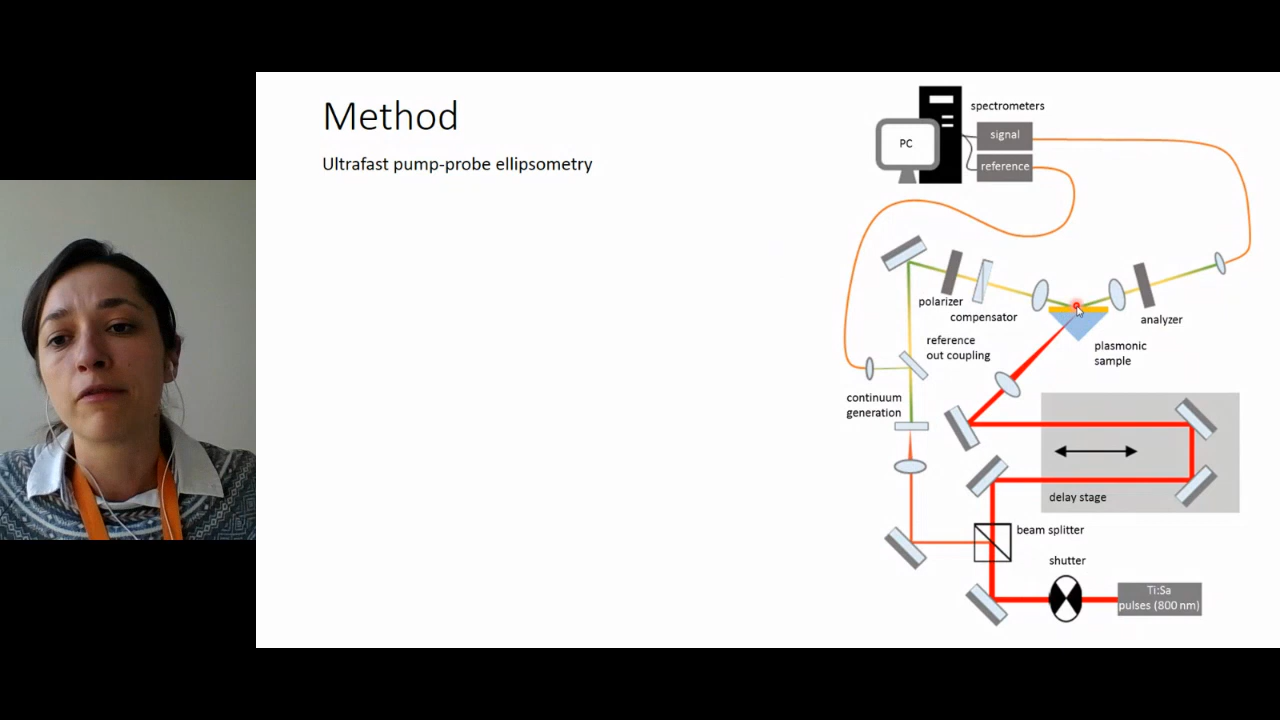 Method
Ultrafast pump-probe ellipsometry
spectrometers
PC
signal
reference
polarizer
compensator
analyzer
reference
out coupling
plasmonic
sample
continuum
generation
delay stage
beam splitter
shutter
Ti:Sa
pulses (800 nm)